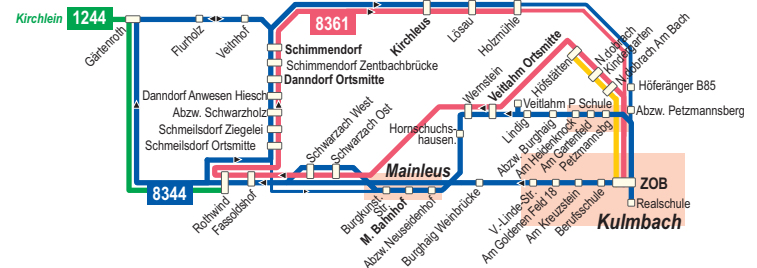 Kirchlein
1244
8361
Gärtenroth
Flurholz
Veitnhof
Kirchleus
Lösau
Holzmühle
Schimmendorf
Schimmendorf Zentbachbrücke
Danndorf Ortsmitte
Danndorf Anwesen Hiesch
Abzw. Schwarzholz
Schmeilsdorf Ziegelei
Schmeilsdorf Ortsmitte
Wernstein
Veitlahm Ortsmitte
Höfstätten
N.dobrach
Kindergarten
N.dobrach Am Bach
Höferänger B85
Abzw. Petzmannsberg
Veitlahm P Schule
Hornschuchs-
hausen.
Lindig
Abzw. Burghaig
Am Heidenknock
Am Gartenfeld
Petzmannsbg
Schwarzach West
Schwarzach Ost
Mainleus
8344
Rothwind
Fassoldshof
Burgkunst.
Str.
M. Bahnhof
Abzw. Neuseidenhof
Burghaig Weinbrücke
V.-Linde-Str.
Am Goldenen Feld 18
Am Kreuzstein
Berufsschule
ZOB
Realschule
Kulmbach